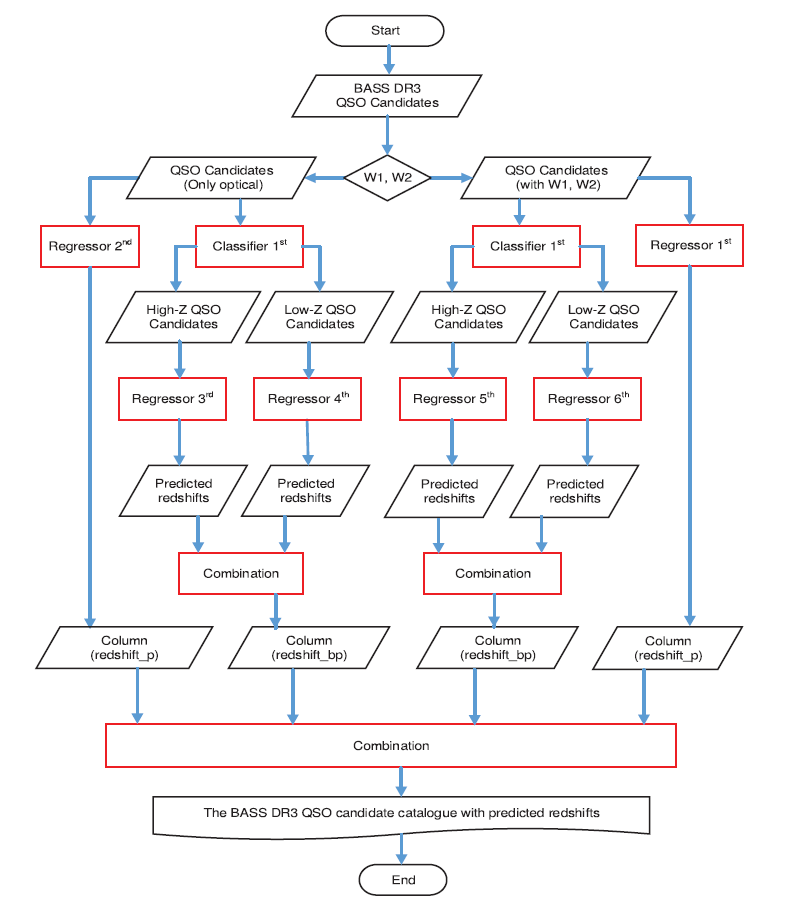 Start
BASS DR3
QSO Candidates
QSO Candidates
(Only optical)
W1, W2
QSO Candidates
(with W1, W2)
Regressor 2nd
Classifier 1st
Classifier 1st
Regressor 1st
High-Z QSO
Candidates
Low-Z QSO
Candidates
High-Z QSO
Candidates
Low-Z QSO
Candidates
Regressor 3rd
Regressor 4th
Regressor 5th
Regressor 6th
Predicted
redshifts
Predicted
redshifts
Predicted
redshifts
Predicted
redshifts
Combination
Combination
Column
(redshift_p)
Column
(redshift_bp)
Column
(redshift_bp)
Column
(redshift_p)
Combination
The BASS DR3 QSO candidate catalogue with predicted redshifts
End